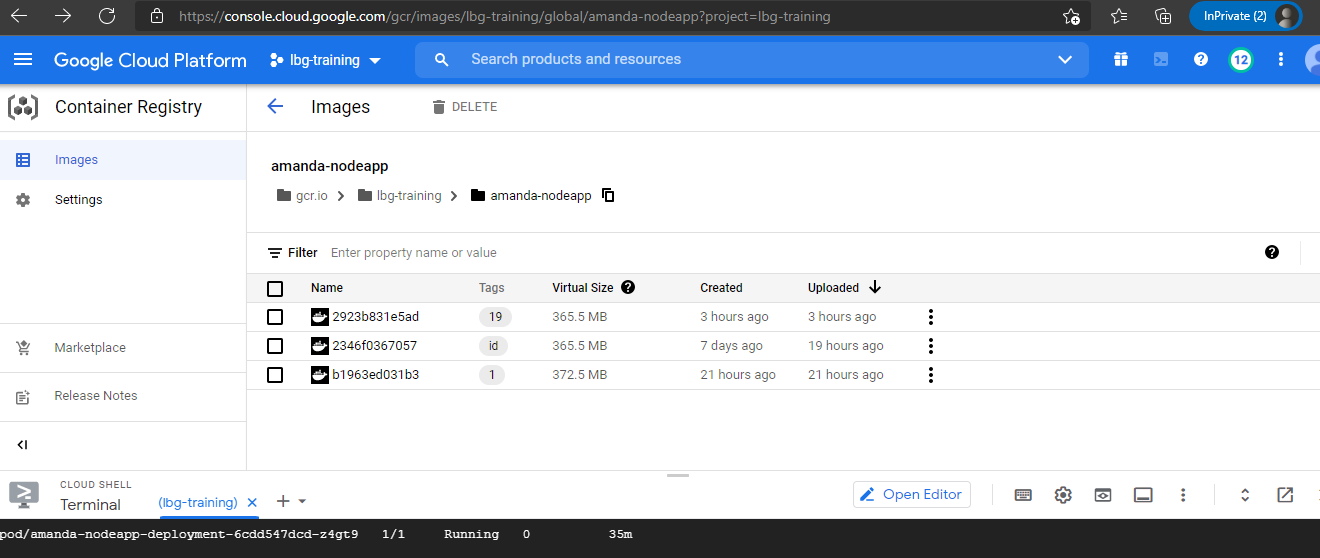 https://console.cloud.google.com/gcr/images/lbg-training/global/amanda-nodeapp?project=lbg-training
InPrivate (2)
Google Cloud Platform
lbg-training
Search products and resources
12
Container Registry
Images
DELETE
Images
Settings
Marketplace
Release Notes
amanda-nodeapp
gcr.io
lbg-training
amanda-nodeapp
Filter
Enter property name or value
Name Tags Virtual Size Created Uploaded
2923b831e5ad 19 365.5 MB 3 hours ago 3 hours ago
2346f0367057 id 365.5 MB 7 days ago 19 hours ago
b1963ed031b3 1 372.5 MB 21 hours ago 21 hours ago
CLOUD SHELL
Terminal
(lbg-training)
Open Editor
pod/amanda-nodeapp-deployment-6cdd547dcd-z4gt9 1/1 Running 0 35m